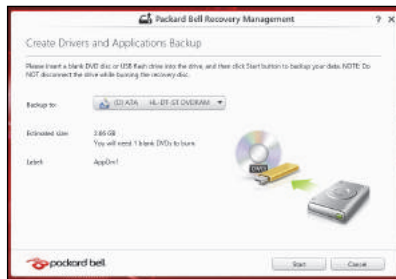 Packard Bell Recovery Management ? ×
Create Drivers and Applications Backup
Please insert a blank DVD disc or USB flash drive into the drive, and then click Start button to backup your data. NOTE: Do
NOT disconnect the drive while burning the recovery disc.
Backup to: (D) ATA HL-DT-ST DVDRAM
Estimated size: 2.86 GB
You will need 1 blank DVDs to burn.
Label:
DVD
packard bell
Start Cancel